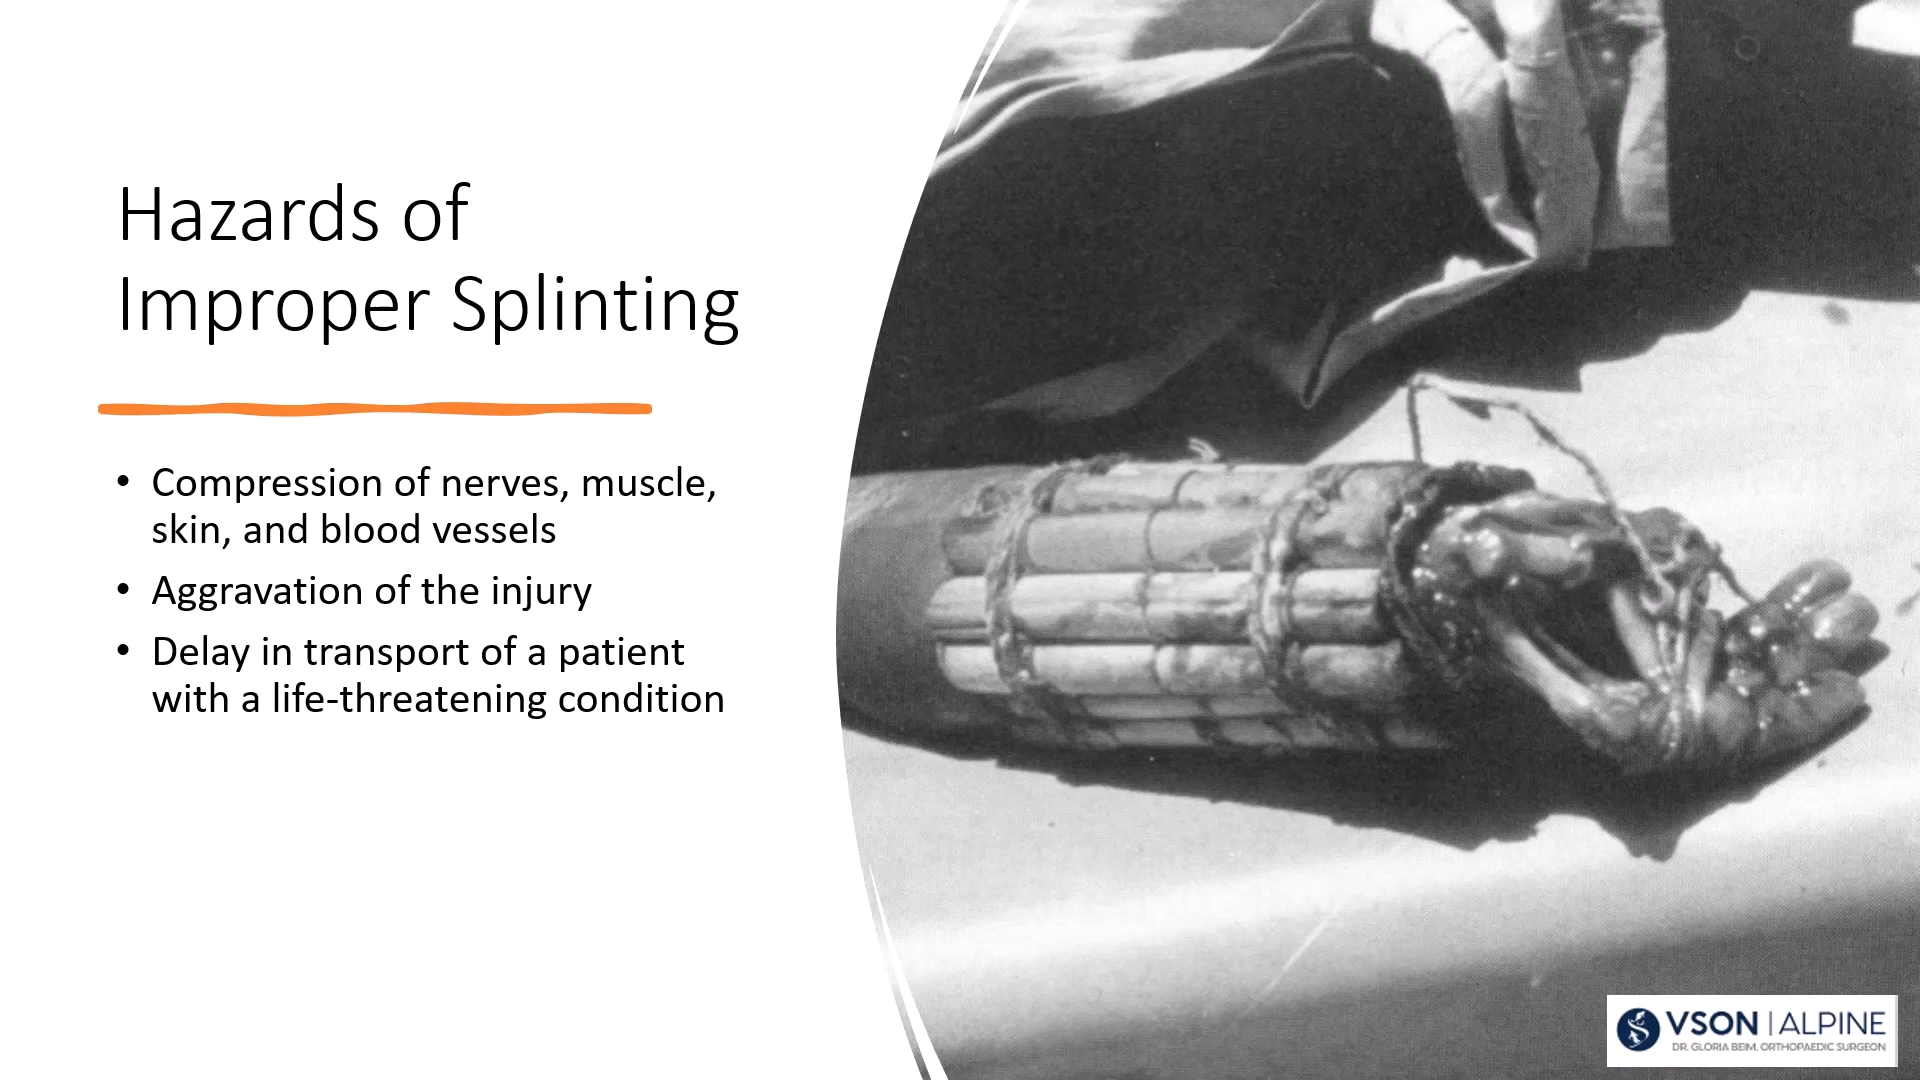 Hazards of
Improper Splinting
• Compression of nerves, muscle,
skin, and blood vessels
• Aggravation of the injury
• Delay in transport of a patient
with a life-threatening condition
VSON | ALPINE
DR. GLORIA BEIM, ORTHOPAEDIC SURGEON